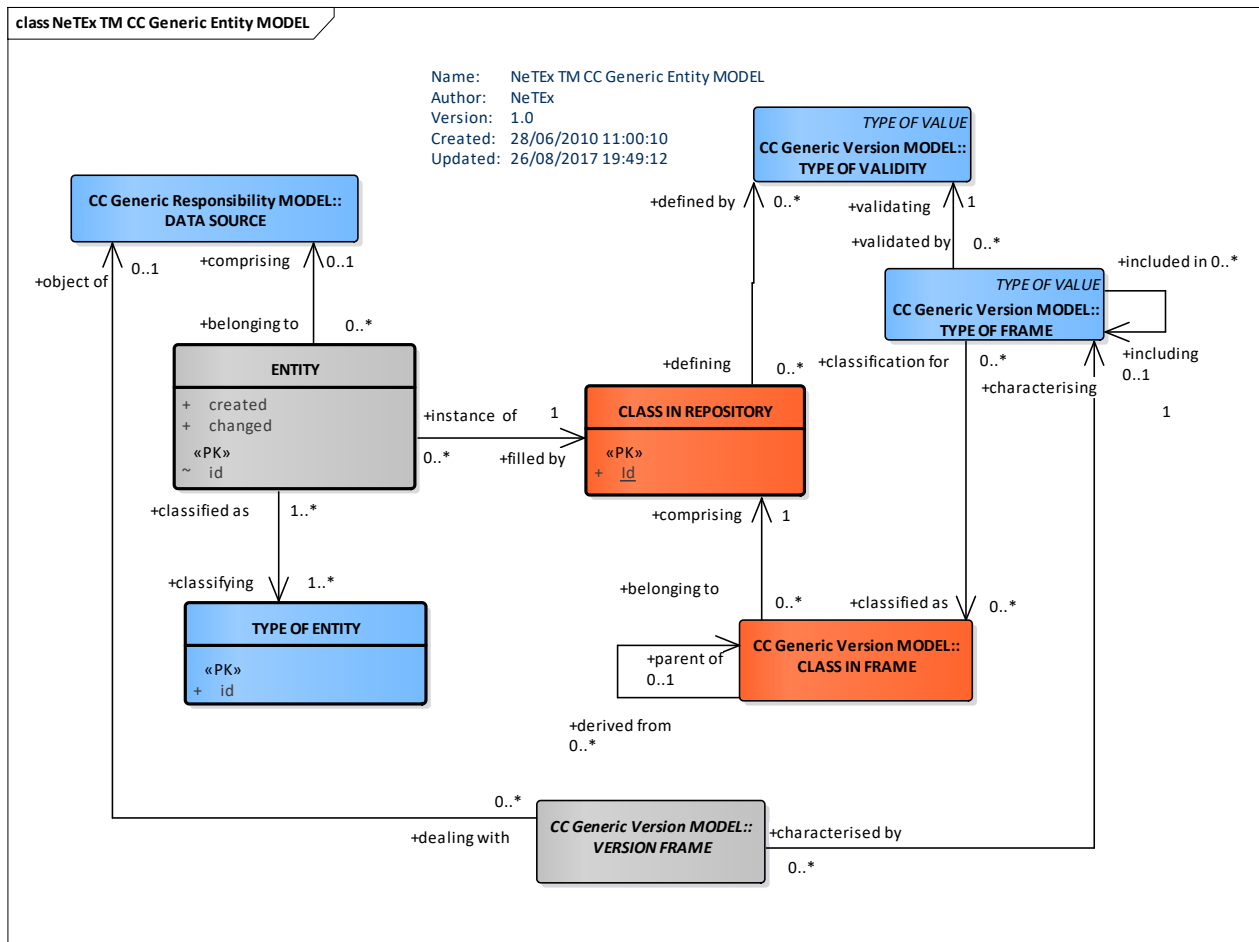 class NeTEx TM CC Generic Entity MODEL
Name: NeTEx TM CC Generic Entity MODEL
Author: NeTEx
Version: 1.0
Created: 28/06/2010 11:00:10
Updated: 26/08/2017 19:49:12
TYPE OF VALUE
CC Generic Version MODEL::
TYPE OF VALIDITY
CC Generic Responsibility MODEL::
DATA SOURCE
+defined by
0..*
+validating
1
+validated by
0..*
+object of
0..1
+comprising
0..1
+included in 0..*
TYPE OF VALUE
CC Generic Version MODEL::
TYPE OF FRAME
+belonging to
0..*
+including
0..1
+defining
0..*
+classification for
0..*
+characterising
1
ENTITY
+ created
+ changed
«PK»
~ id
+instance of
1
0..*
+filled by
CLASS IN REPOSITORY
«PK»
+ Id
+classified as
1..*
+comprising
1
+classifying
1..*
+belonging to
0..*
+classified as
0..*
TYPE OF ENTITY
«PK»
+ id
CC Generic Version MODEL::
CLASS IN FRAME
+parent of
0..1
+derived from
0..*
0..*
+dealing with
CC Generic Version MODEL::
VERSION FRAME
+characterised by
0..*